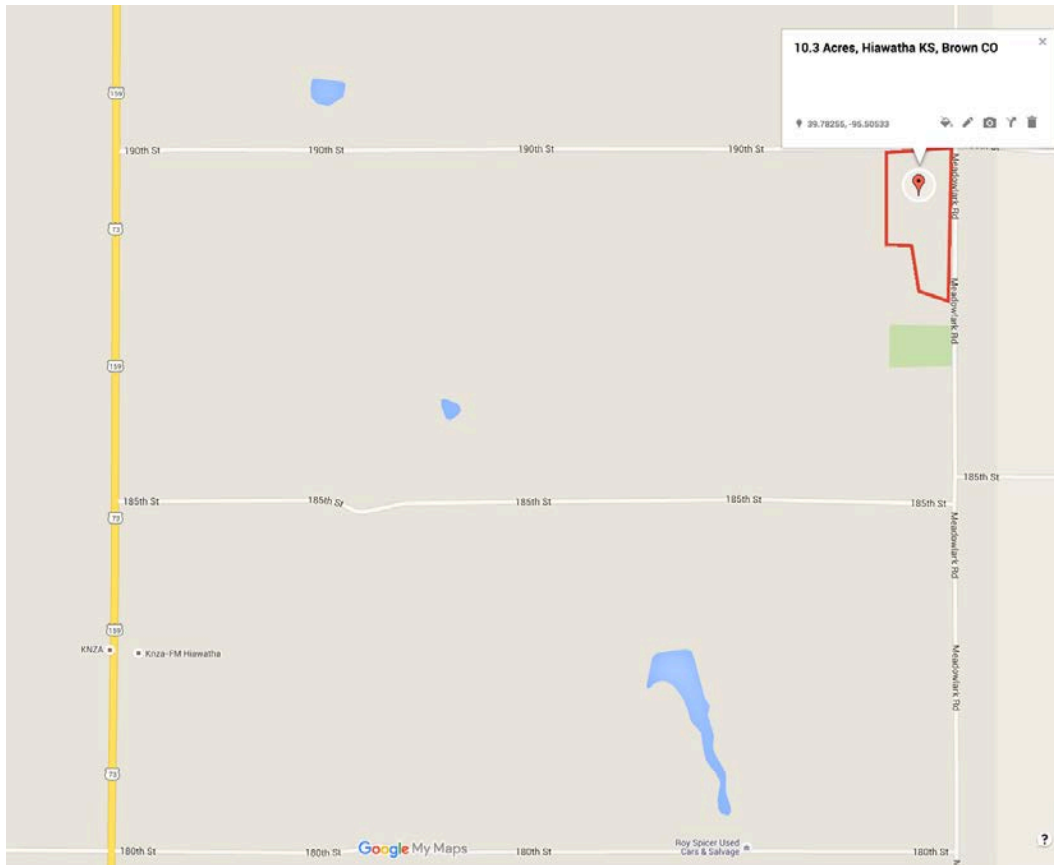 10.3 Acres, Hiawatha KS, Brown CO
39.78255, -95.50533
159
190th St
190th St
190th St
190th St
Meadowlark Rd
73
Meadowlark Rd
159
185th St
185th St
185th St
185th St
185th St
185th St
73
Meadowlark Rd
159
KNZA
Knza-FM Hiawatha
Meadowlark Rd
73
180th St
180th St
Google My Maps
180th St
Roy Spicer Used
Cars & Salvage
180th St
?